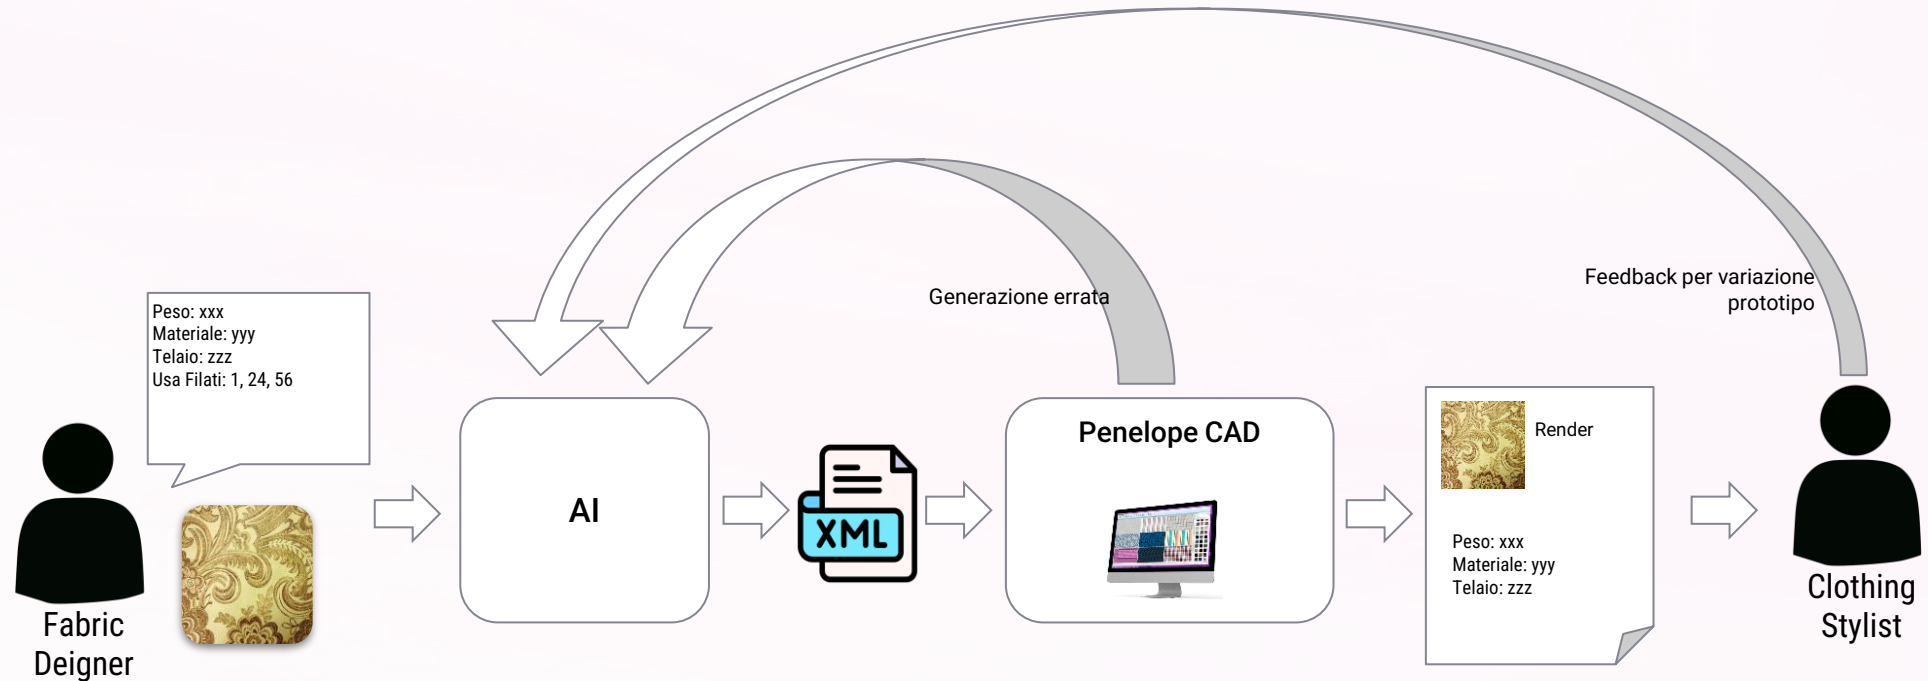 Peso: xxx
Materiale: yyy
Telaio: zzz
Usa Filati: 1, 24, 56
Fabric
Deigner
AI
XML
Generazione errata
Penelope CAD
Render
Peso: xxx
Materiale: yyy
Telaio: zzz
Feedback per variazione
prototipo
Clothing
Stylist